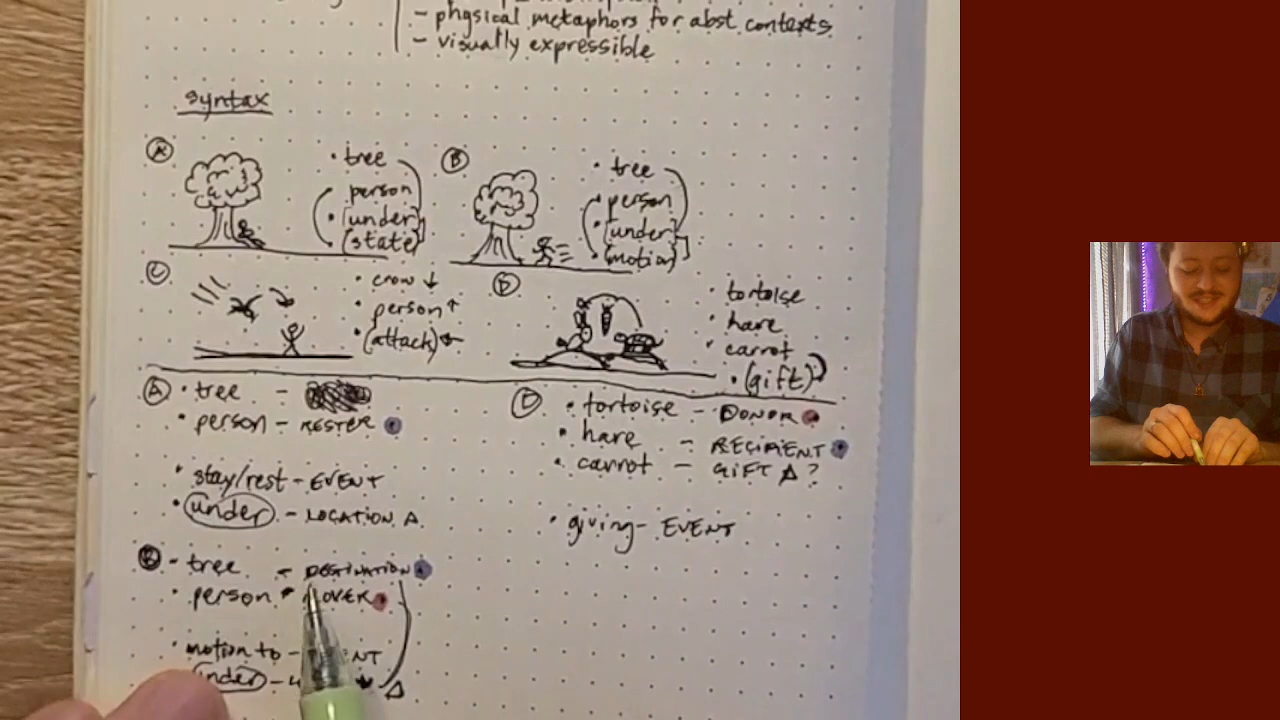 - physical metaphors for abst contexts
- visually expressible
syntax
A
• tree
person
• (under)
(state)
B
• tree
person
• (under)
• (motion)
C
• crow ↓
• person ↑
• (attack) ←
D
• tortoise
• hare
• carrot
• (gift)
A • tree -
• person - RESTER
• stay/rest - EVENT
• under - LOCATION Δ
B - tree - DESTINATION
• person - MOVER
• motion to -
under -
Δ
D • tortoise - DONOR
• hare - RECIPIENT
• carrot - GIFT Δ ?
• giving - EVENT